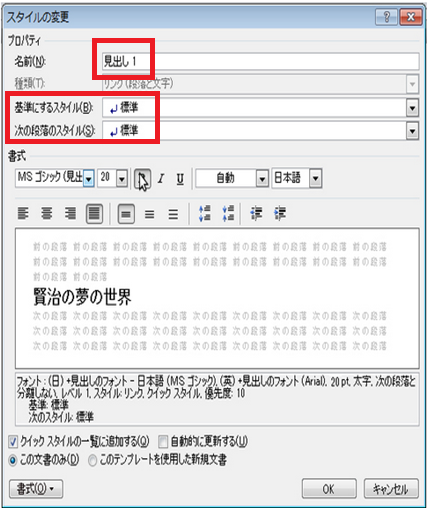 スタイルの変更
プロパティ
名前(N): 見出し 1
種類(T): リンク (段落と文字)
基準にするスタイル(B): ↵ 標準
次の段落のスタイル(S): ↵ 標準
書式
MS ゴシック (見出 20 B I U 自動 日本語
前の段落 前の段落 前の段落 前の段落 前の段落 前の段落 前の段落 前の段落 前の段落
前の段落 前の段落 前の段落 前の段落 前の段落 前の段落 前の段落 前の段落 前の段落
前の段落 前の段落
賢治の夢の世界
次の段落 次の段落 次の段落 次の段落 次の段落 次の段落 次の段落 次の段落 次の段落
次の段落 次の段落 次の段落 次の段落 次の段落 次の段落 次の段落 次の段落 次の段落
次の段落 次の段落 次の段落 次の段落 次の段落 次の段落 次の段落 次の段落 次の段落
フォント : (日) +見出しのフォント - 日本語 (MS ゴシック), (英) +見出しのフォント (Arial), 20 pt, 太字, 次の段落と
分離しない, レベル 1, スタイル: リンク, クイック スタイル, 優先度: 10
基準: 標準
次のスタイル: 標準
クイック スタイルの一覧に追加する(Q) 自動的に更新する(U)
この文書のみ(D) このテンプレートを使用した新規文書
書式(O) OK キャンセル